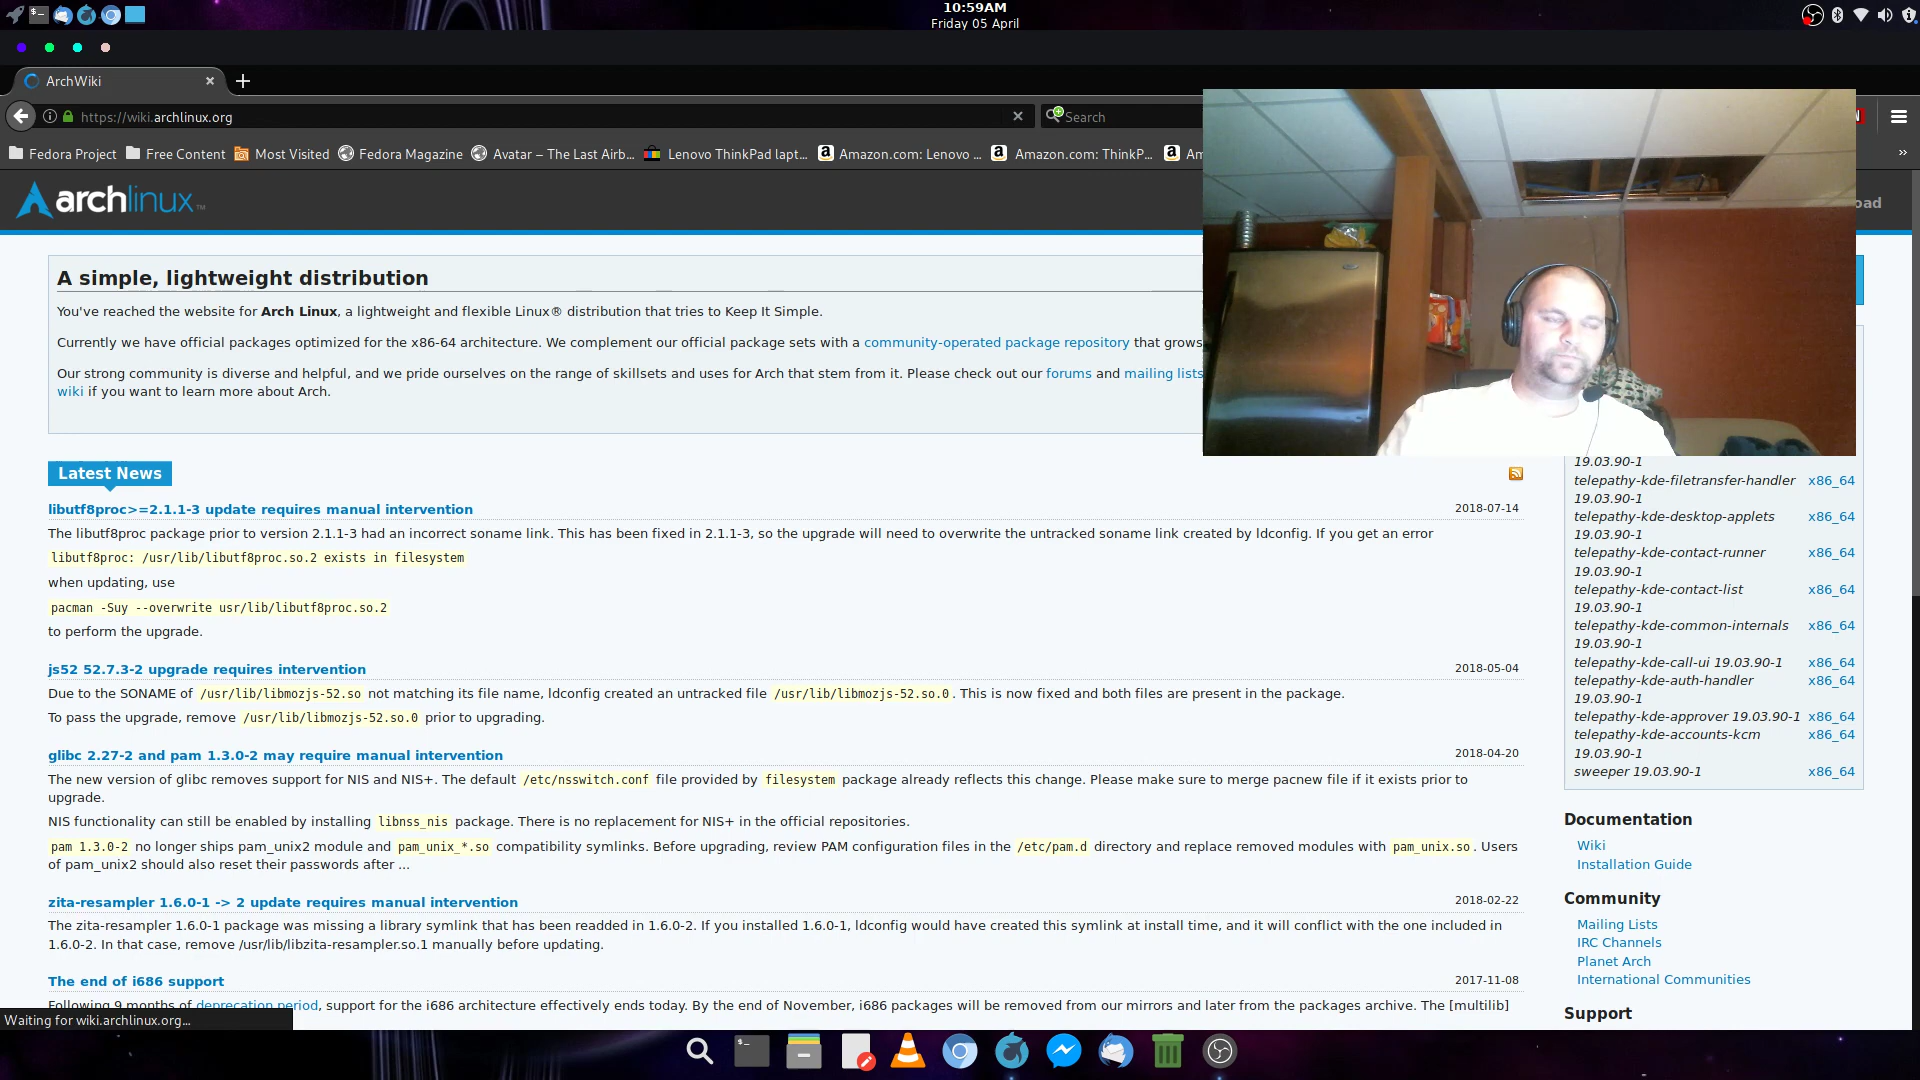 10:59AM
Friday 05 April
ArchWiki
https://wiki.archlinux.org
Search
Fedora Project
Free Content
Most Visited
Fedora Magazine
Avatar – The Last Airb...
Lenovo ThinkPad lapt...
Amazon.com: Lenovo ...
Amazon.com: ThinkP...
Am
archlinux™
oad
A simple, lightweight distribution
You've reached the website for Arch Linux, a lightweight and flexible Linux® distribution that tries to Keep It Simple.
Currently we have official packages optimized for the x86-64 architecture. We complement our official package sets with a community-operated package repository that grows
Our strong community is diverse and helpful, and we pride ourselves on the range of skillsets and uses for Arch that stem from it. Please check out our forums and mailing lists
wiki if you want to learn more about Arch.
Latest News
libutf8proc>=2.1.1-3 update requires manual intervention
2018-07-14
The libutf8proc package prior to version 2.1.1-3 had an incorrect soname link. This has been fixed in 2.1.1-3, so the upgrade will need to overwrite the untracked soname link created by ldconfig. If you get an error
libutf8proc: /usr/lib/libutf8proc.so.2 exists in filesystem
when updating, use
pacman -Suy --overwrite usr/lib/libutf8proc.so.2
to perform the upgrade.
js52 52.7.3-2 upgrade requires intervention
2018-05-04
Due to the SONAME of /usr/lib/libmozjs-52.so not matching its file name, ldconfig created an untracked file /usr/lib/libmozjs-52.so.0. This is now fixed and both files are present in the package.
To pass the upgrade, remove /usr/lib/libmozjs-52.so.0 prior to upgrading.
glibc 2.27-2 and pam 1.3.0-2 may require manual intervention
2018-04-20
The new version of glibc removes support for NIS and NIS+. The default /etc/nsswitch.conf file provided by filesystem package already reflects this change. Please make sure to merge pacnew file if it exists prior to
upgrade.
NIS functionality can still be enabled by installing libnss_nis package. There is no replacement for NIS+ in the official repositories.
pam 1.3.0-2 no longer ships pam_unix2 module and pam_unix_*.so compatibility symlinks. Before upgrading, review PAM configuration files in the /etc/pam.d directory and replace removed modules with pam_unix.so. Users
of pam_unix2 should also reset their passwords after ...
zita-resampler 1.6.0-1 -> 2 update requires manual intervention
2018-02-22
The zita-resampler 1.6.0-1 package was missing a library symlink that has been readded in 1.6.0-2. If you installed 1.6.0-1, ldconfig would have created this symlink at install time, and it will conflict with the one included in
1.6.0-2. In that case, remove /usr/lib/libzita-resampler.so.1 manually before updating.
The end of i686 support
2017-11-08
Following 9 months of deprecation period, support for the i686 architecture effectively ends today. By the end of November, i686 packages will be removed from our mirrors and later from the packages archive. The [multilib]
19.03.90-1
telepathy-kde-filetransfer-handler x86_64
19.03.90-1
telepathy-kde-desktop-applets x86_64
19.03.90-1
telepathy-kde-contact-runner x86_64
19.03.90-1
telepathy-kde-contact-list x86_64
19.03.90-1
telepathy-kde-common-internals x86_64
19.03.90-1
telepathy-kde-call-ui 19.03.90-1 x86_64
telepathy-kde-auth-handler x86_64
19.03.90-1
telepathy-kde-approver 19.03.90-1 x86_64
telepathy-kde-accounts-kcm x86_64
19.03.90-1
sweeper 19.03.90-1 x86_64
Documentation
Wiki
Installation Guide
Community
Mailing Lists
IRC Channels
Planet Arch
International Communities
Support
Waiting for wiki.archlinux.org...